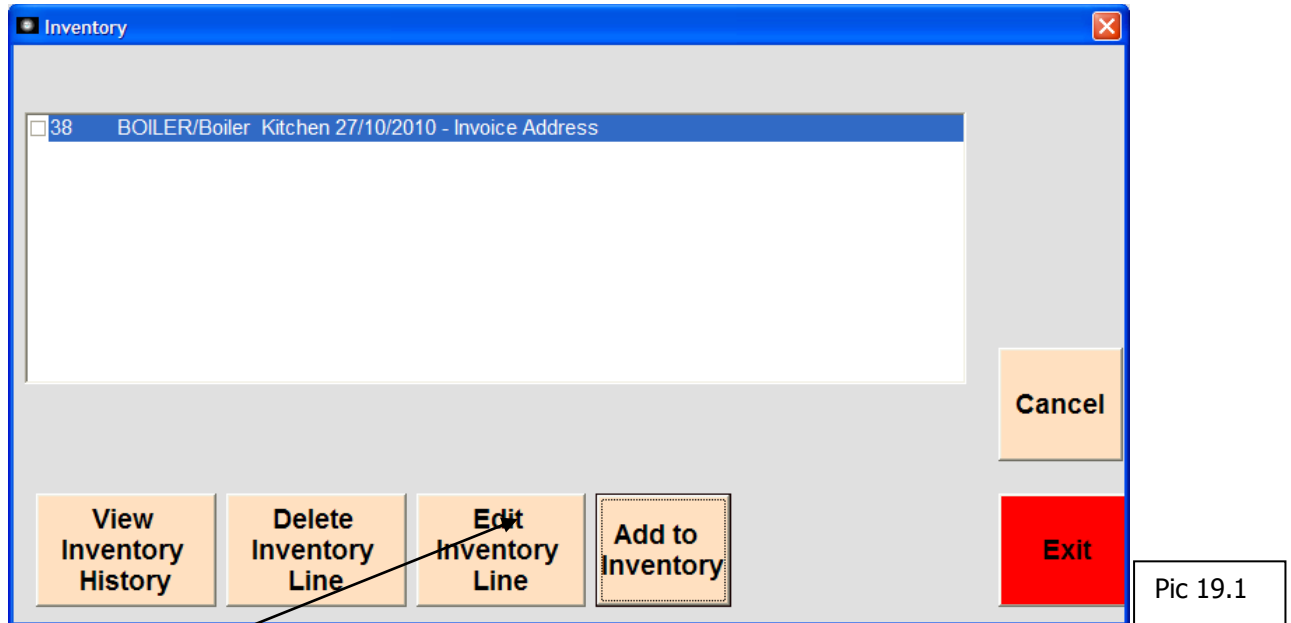 Inventory
38 BOILER/Boiler Kitchen 27/10/2010 - Invoice Address
Cancel
View
Inventory
History
Delete
Inventory
Line
Edit
Inventory
Line
Add to
Inventory
Exit
Pic 19.1